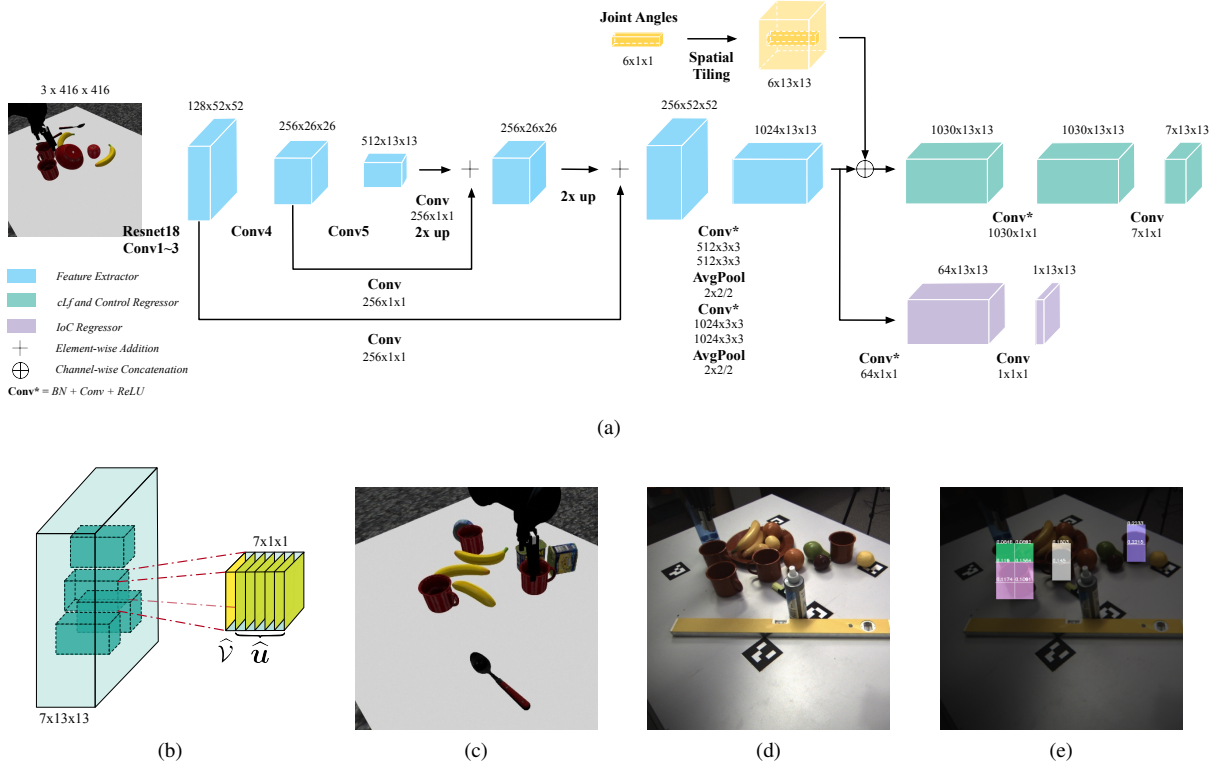 Joint Angles
6x1x1
Spatial
Tiling
6x13x13
3 x 416 x 416
128x52x52
256x26x26
512x13x13
256x26x26
256x52x52
1024x13x13
1030x13x13
1030x13x13
7x13x13
Resnet18
Conv1~3
Conv4
Conv5
Conv
256x1x1
2x up
2x up
Conv
256x1x1
Conv
256x1x1
Conv*
512x3x3
512x3x3
AvgPool
2x2/2
Conv*
1024x3x3
1024x3x3
AvgPool
2x2/2
Conv*
1030x1x1
Conv
7x1x1
64x13x13
1x13x13
Conv*
64x1x1
Conv
1x1x1
Feature Extractor
cLf and Control Regressor
IoC Regressor
Element-wise Addition
Channel-wise Concatenation
Conv* = BN + Conv + ReLU
(a)
7x1x1
𝒱̂ 𝒖̂
7x13x13
(b)
(c)
(d)
(e)